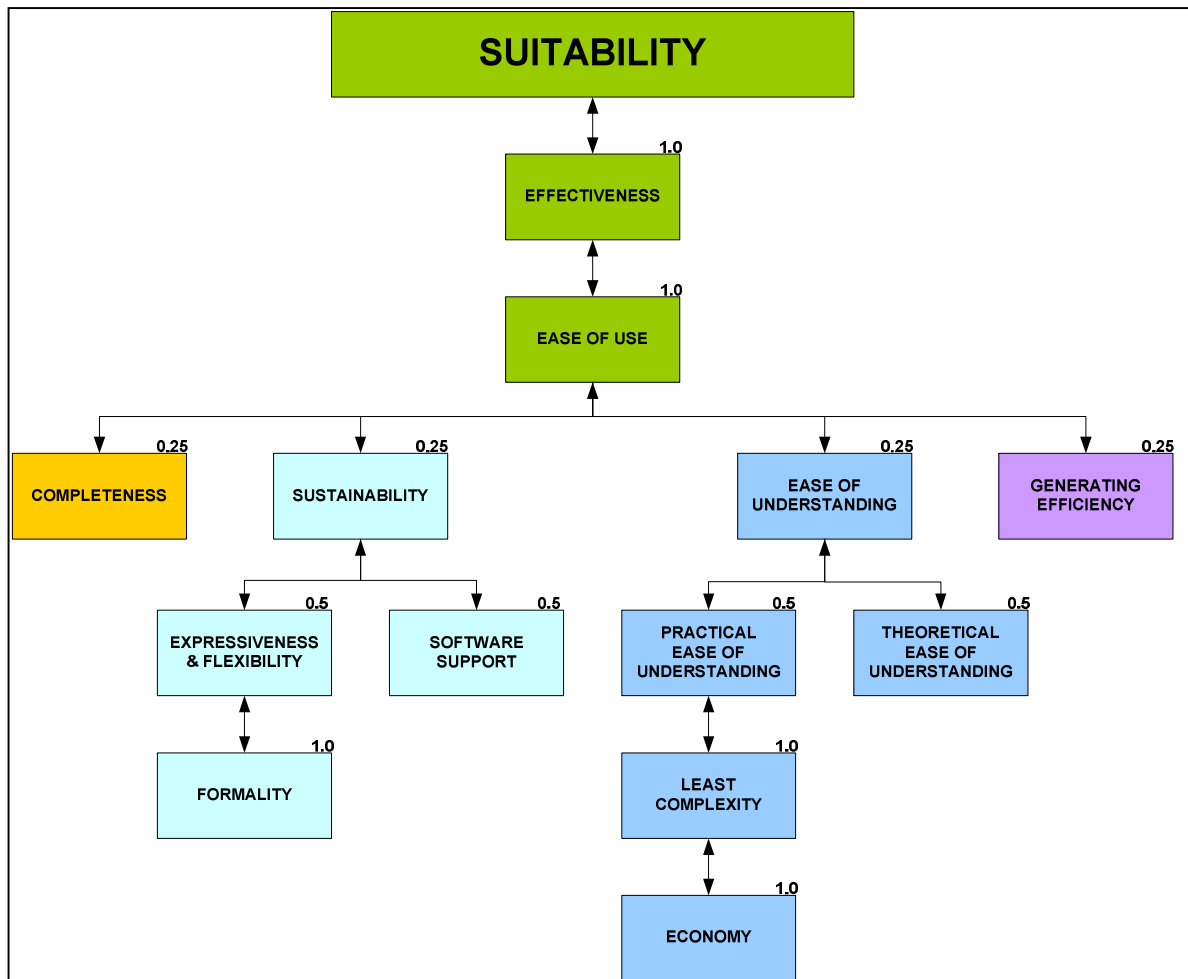 SUITABILITY
1.0
EFFECTIVENESS
1.0
EASE OF USE
0.25
COMPLETENESS
0.25
SUSTAINABILITY
0.25
EASE OF
UNDERSTANDING
0.25
GENERATING
EFFICIENCY
0.5
EXPRESSIVENESS
& FLEXIBILITY
0.5
SOFTWARE
SUPPORT
0.5
PRACTICAL
EASE OF
UNDERSTANDING
0.5
THEORETICAL
EASE OF
UNDERSTANDING
1.0
FORMALITY
1.0
LEAST
COMPLEXITY
1.0
ECONOMY